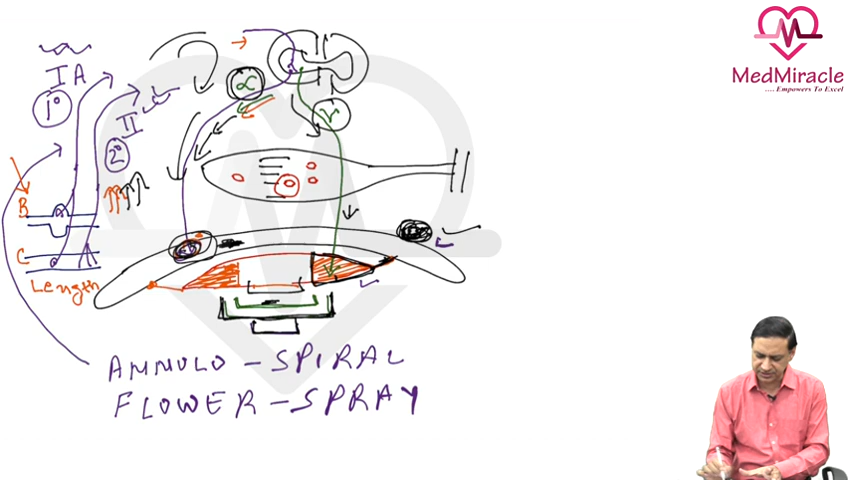 MedMiracle
.... Empowers To Excel
IA
1°
II
2°
α
γ
B
C
Length
ANNULO - SPIRAL
FLOWER - SPRAY